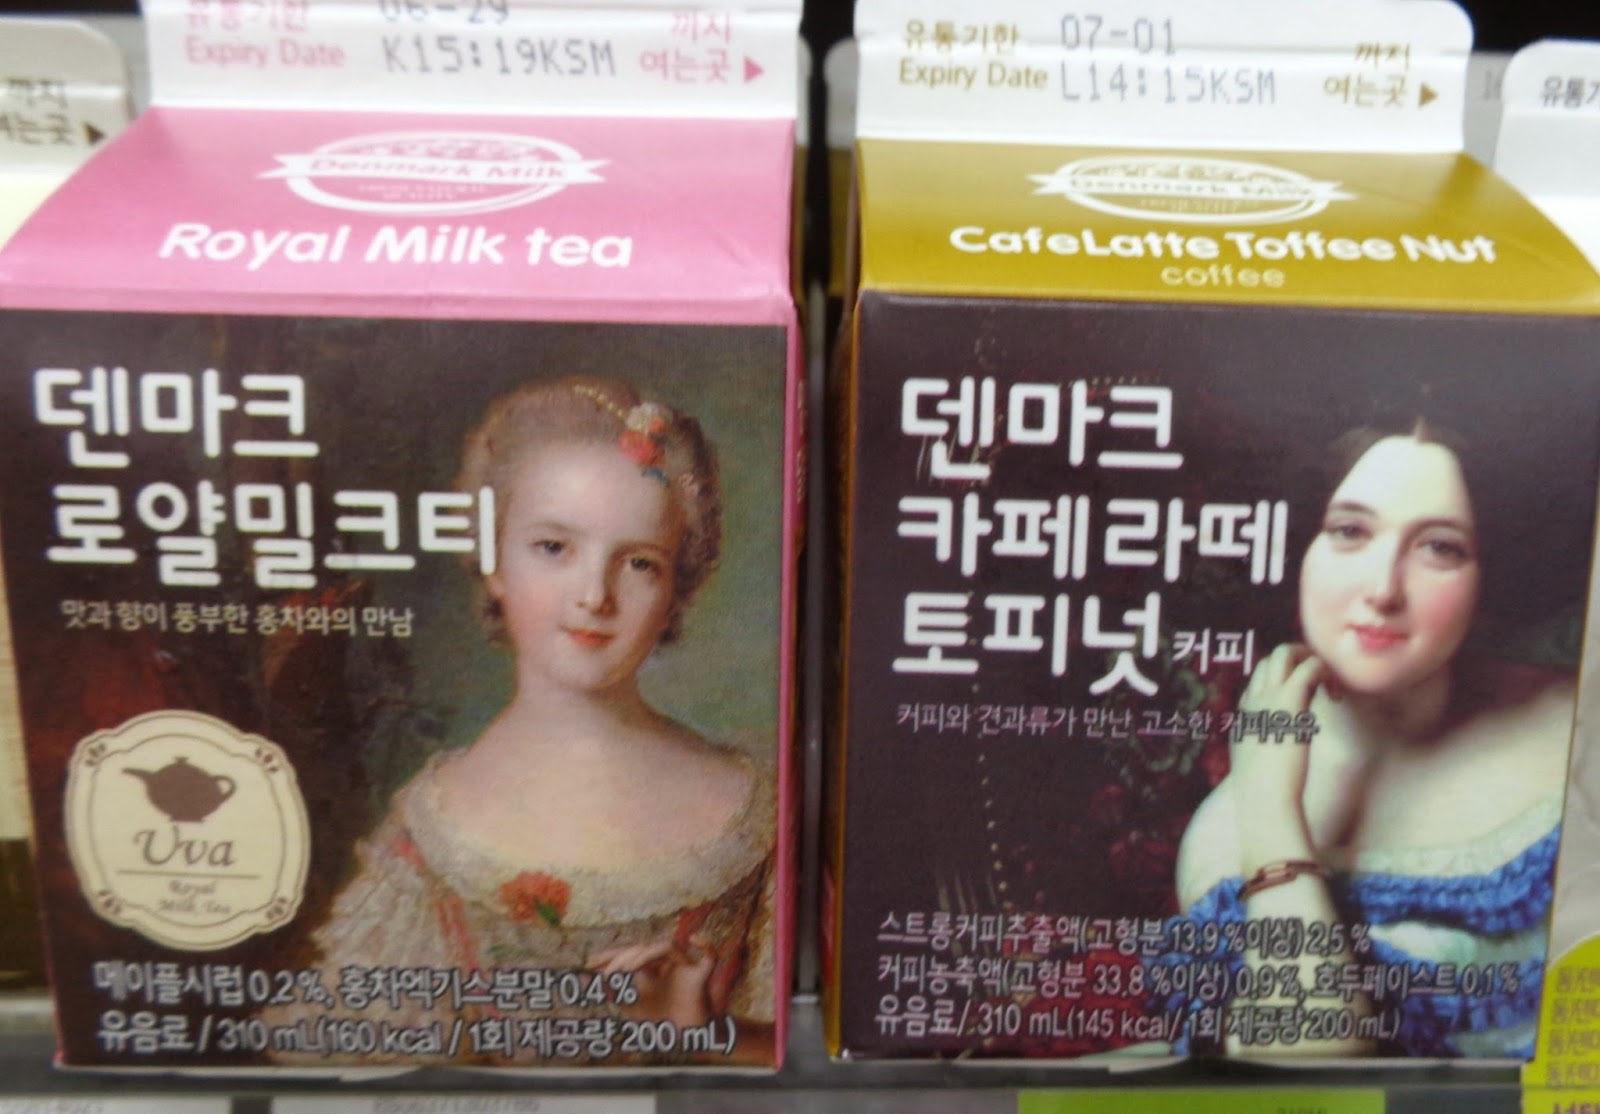 유통기한 06-29 까지
Expiry Date K15:19KSM 여는곳
Denmark Milk
Royal Milk tea
덴마크
로얄밀크티
맛과 향이 풍부한 홍차와의 만남
Uva
Royal
Milk Tea
메이플시럽 0.2%, 홍차엑기스분말 0.4%
유음료 / 310 mL(160 kcal / 1회 제공량 200 mL)
유통기한 07-01 까지
Expiry Date L14:15KSM 여는곳
Denmark Milk
CafeLatte Toffee Nut
coffee
덴마크
카페라떼
토피넛 커피
커피와 견과류가 만난 고소한 커피우유
스트롱커피추출액(고형분 13.9%이상) 2.5%
커피농축액(고형분 33.8%이상) 0.9%, 호두페이스트 0.1%
유음료/ 310 mL(145 kcal/ 1회 제공량 200 mL)
까지
여는곳